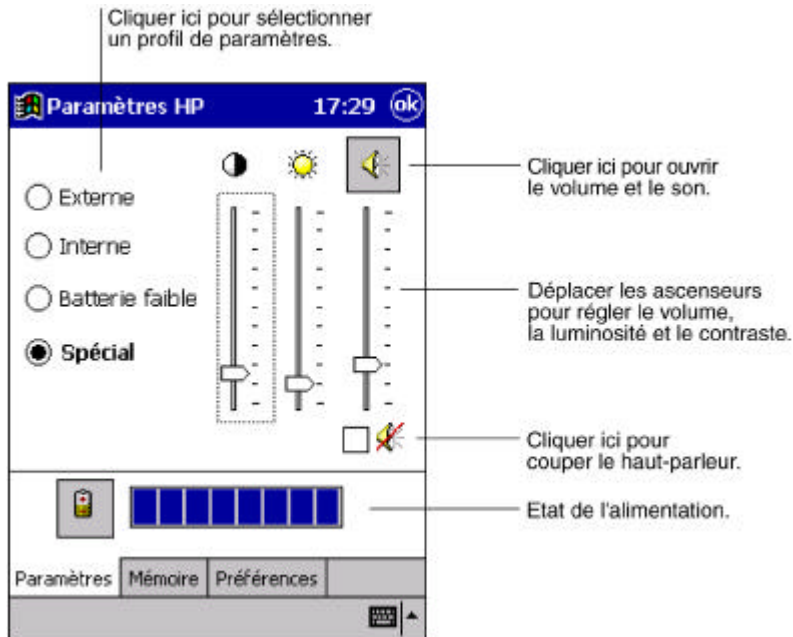 Cliquer ici pour sélectionner
un profil de paramètres.
Paramètres HP 17:29 ok
Cliquer ici pour ouvrir
le volume et le son.
Externe
Interne
Batterie faible
Spécial
Déplacer les ascenseurs
pour régler le volume,
la luminosité et le contraste.
Cliquer ici pour
couper le haut-parleur.
Etat de l'alimentation.
Paramètres Mémoire Préférences